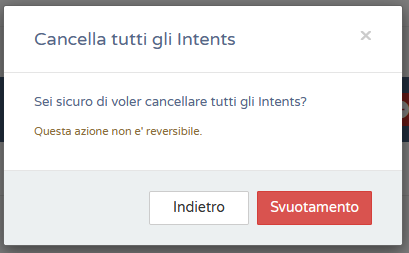 Cancella tutti gli Intents
Sei sicuro di voler cancellare tutti gli Intents?
Questa azione non e' reversibile.
Indietro
Svuotamento